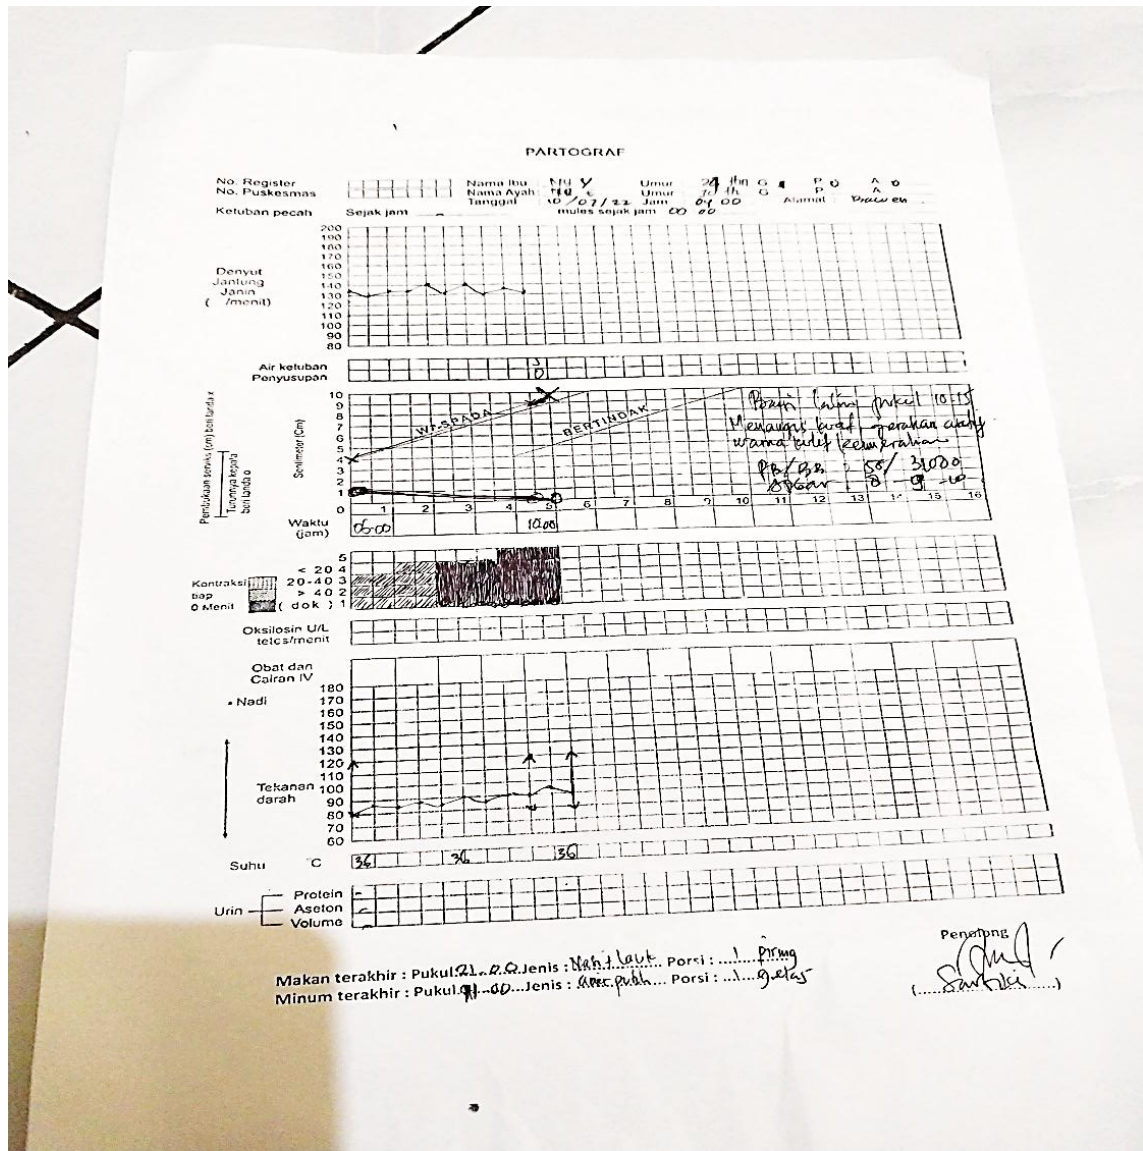 PARTOGRAF
No. Register Nama Ibu : Ny Y Umur : 24 thn G 1 P 0 A 0
No. Puskesmas Nama Ayah : Umur : th G P A
Tanggal : 10/07/22 Jam : 04 00 Alamat :
Ketuban pecah Sejak jam - mules sejak jam 00 00
200
190
180
170
160
150
140
130
120
110
100
90
80
Denyut
Jantung
Janin
( /menit)
Air ketuban J
Penyusupan 0
Pembukaan serviks (cm) beri tanda x
Turunnya kepala
beri tanda o
Sentimeter (Cm)
10
9
8
7
6
5
4
3
2
1
0
WASPADA
BERTINDAK
Bayi lahir pukul 10.15
Menangis kuat, gerakan
warna kulit kemerahan
PB/BB : 50/
Apgar : 8 - 9 - 10
1 2 3 4 5 6 7 8 9 10 11 12 13 14 15 16
Waktu
(jam)
05.00 10.00
Kontraksi
tiap
0 Menit
5
< 20 4
20-40 3
> 40 2
( dok ) 1
Oksilosin U/L
tetes/menit
Obat dan
Cairan IV
• Nadi
Tekanan
darah
180
170
160
150
140
130
120
110
100
90
80
70
60
Suhu °C 36 36 36
Urin
Protein -
Aseton -
Volume -
Makan terakhir : Pukul 21.00 Jenis : Nasi + lauk Porsi : 1 piring
Minum terakhir : Pukul Jenis : air putih Porsi : 1 gelas
Penolong